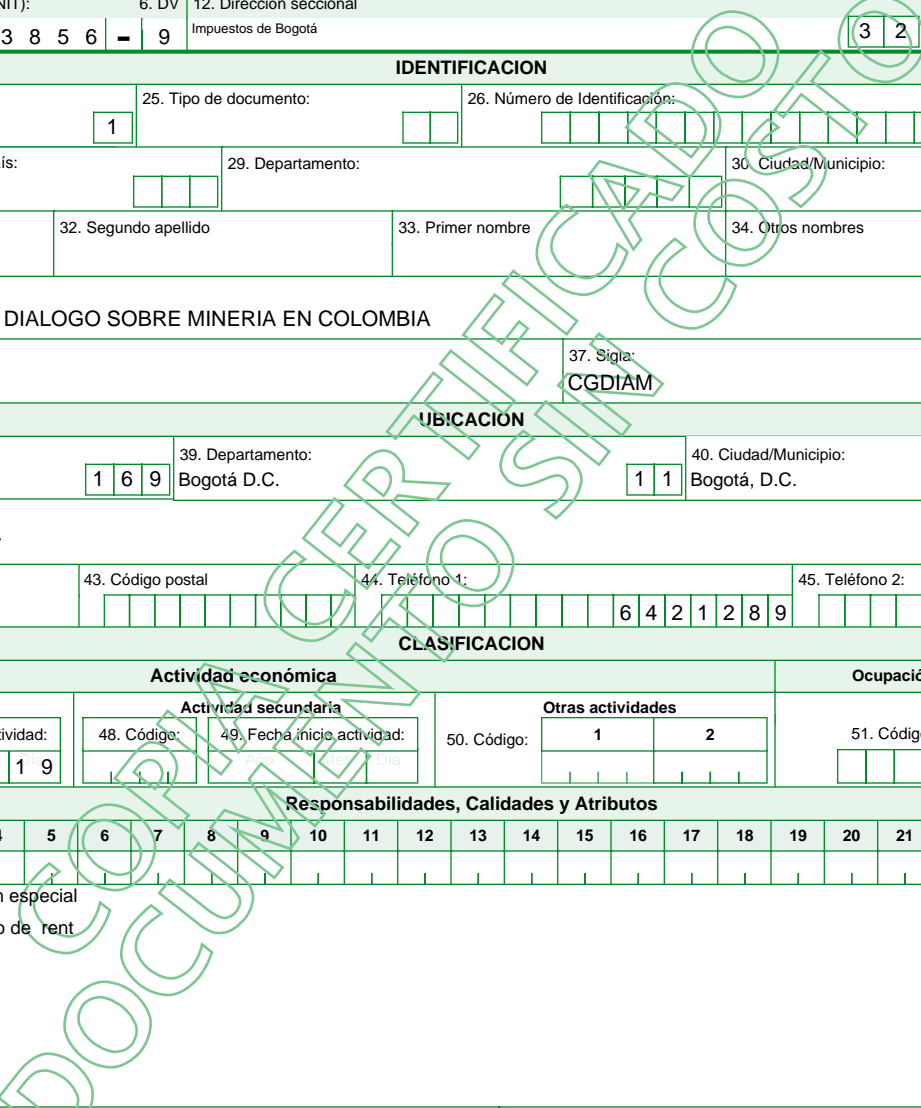 NIT): 6. DV 12. Dirección seccional
3 8 5 6 - 9 Impuestos de Bogotá 3 2
IDENTIFICACION
25. Tipo de documento: 26. Número de Identificación:
1
ís: 29. Departamento: 30. Ciudad/Municipio:
32. Segundo apellido 33. Primer nombre 34. Otros nombres
DIALOGO SOBRE MINERIA EN COLOMBIA
37. Sigla:
CGDIAM
UBICACION
39. Departamento: 40. Ciudad/Municipio:
1 6 9 Bogotá D.C. 1 1 Bogotá, D.C.
43. Código postal 44. Teléfono 1: 45. Teléfono 2:
6 4 2 1 2 8 9
CLASIFICACION
Actividad económica Ocupació
Actividad secundaria Otras actividades
tividad: 48. Código: 49. Fecha inicio actividad: 50. Código: 1 2 51. Códig
1 9 Año Mes Día
Responsabilidades, Calidades y Atributos
5 6 7 8 9 10 11 12 13 14 15 16 17 18 19 20 21
n especial
o de rent
COPIA CERTIFICADO
DOCUMENTO SIN COSTO